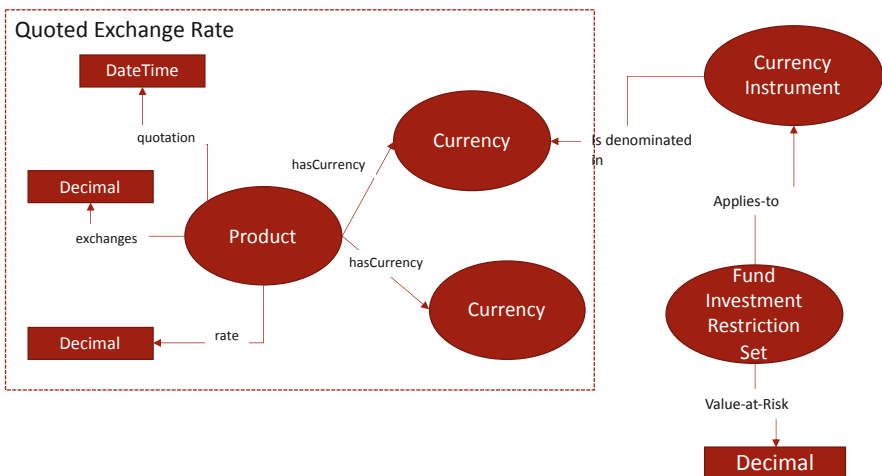 Quoted Exchange Rate
DateTime
quotation
Decimal
exchanges
Product
rate
Decimal
hasCurrency
Currency
hasCurrency
Currency
Is denominated
in
Currency
Instrument
Applies-to
Fund
Investment
Restriction
Set
Value-at-Risk
Decimal